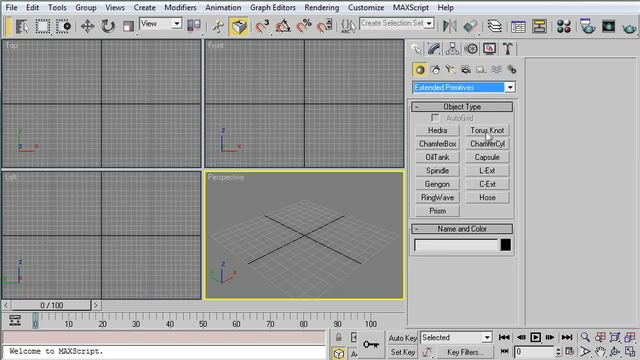 File Edit Tools Group Views Create Modifiers Animation Graph Editors Rendering Customize MAXScript Help
View
Create Selection Set
Top
Front
Left
Perspective
Extended Primitives
Object Type
AutoGrid
Hedra
Torus Knot
ChamferBox
ChamferCyl
OilTank
Capsule
Spindle
L-Ext
Gengon
C-Ext
RingWave
Hose
Prism
Name and Color
0 / 100
0 10 20 30 40 50 60 70 80 90 100
Auto Key
Selected
Set Key
Key Filters...
0
Welcome to MAXScript.